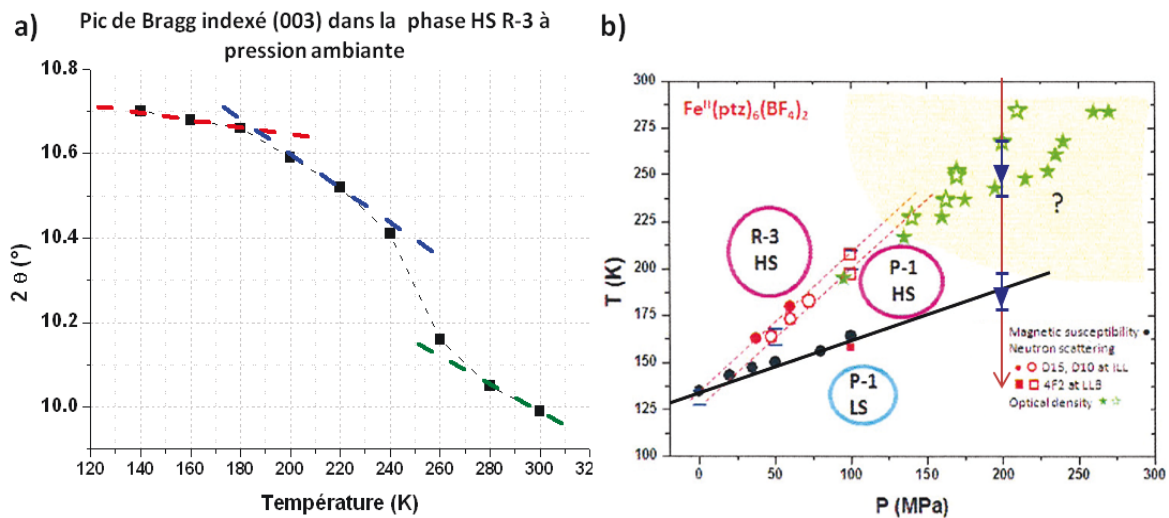 a)
Pic de Bragg indexé (003) dans la phase HS R-3 à
pression ambiante
10.8
10.6
10.4
10.2
10.0
2 θ (°)
120 140 160 180 200 220 240 260 280 300 32
Température (K)
b)
300
275
250
225
200
175
150
125
100
T (K)
Feᴵᴵ(ptz)₆(BF₄)₂
R-3
HS
P-1
HS
?
P-1
LS
Magnetic susceptibility
Neutron scattering
D15, D10 at ILL
4F2 at LLB
Optical density
0 50 100 150 200 250 300
P (MPa)